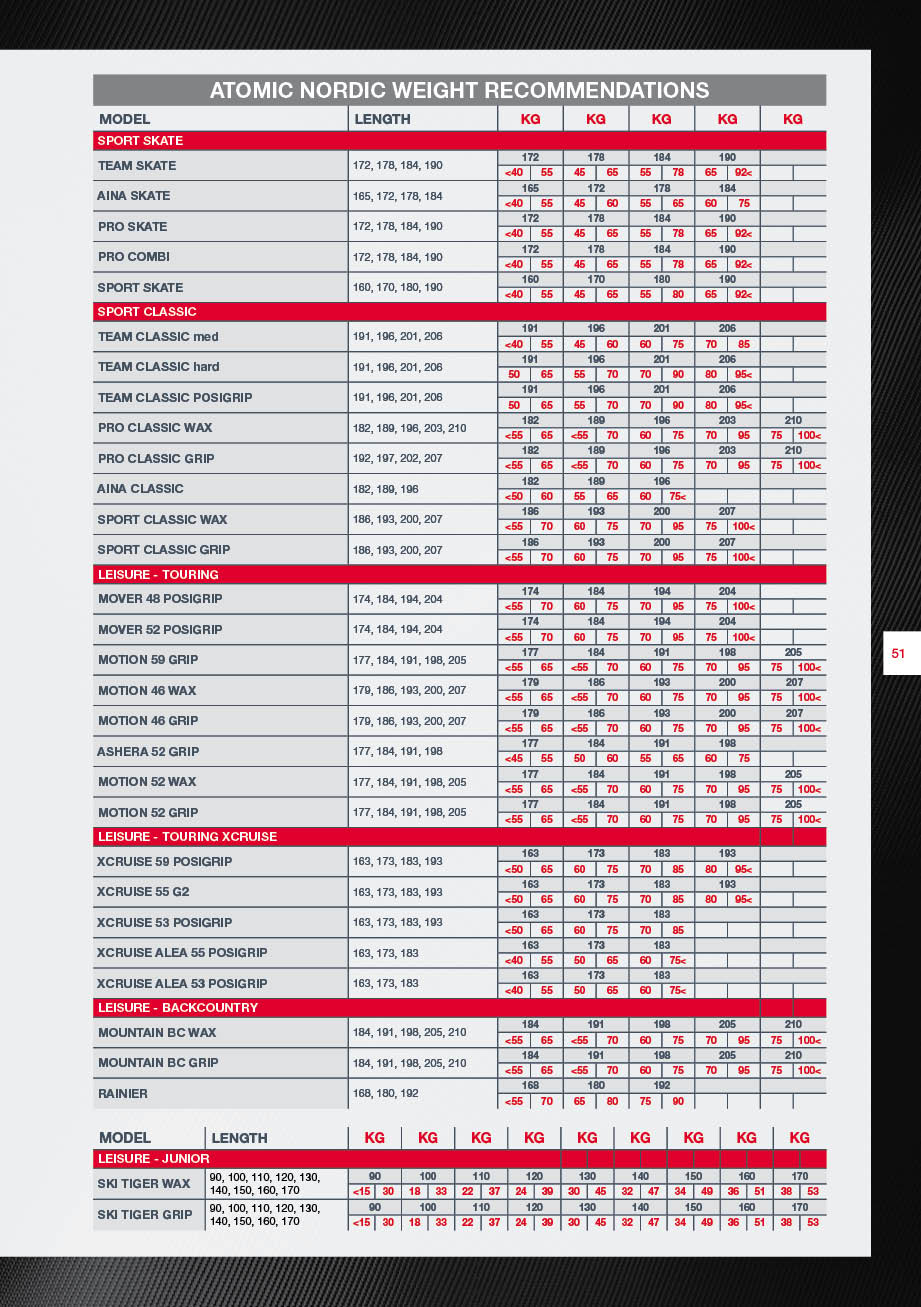 ATOMIC NORDIC WEIGHT RECOMMENDATIONS
MODEL LENGTH KG KG KG KG KG
SPORT SKATE
172 178 184 190
TEAM SKATE 172, 178, 184, 190
<40 55 45 65 55 78 65 92<
165 172 178 184
AINA SKATE 165, 172, 178, 184
<40 55 45 60 55 65 60 75
172 178 184 190
PRO SKATE 172, 178, 184, 190
<40 55 45 65 55 78 65 92<
172 178 184 190
PRO COMBI 172, 178, 184, 190
<40 55 45 65 55 78 65 92<
160 170 180 190
SPORT SKATE 160, 170, 180, 190
<40 55 45 65 55 80 65 92<
SPORT CLASSIC
191 196 201 206
TEAM CLASSIC med 191, 196, 201, 206
<40 55 45 60 60 75 70 85
191 196 201 206
TEAM CLASSIC hard 191, 196, 201, 206
50 65 55 70 70 90 80 95<
191 196 201 206
TEAM CLASSIC POSIGRIP 191, 196, 201, 206
50 65 55 70 70 90 80 95<
182 189 196 203 210
PRO CLASSIC WAX 182, 189, 196, 203, 210
<55 65 <55 70 60 75 70 95 75 100<
182 189 196 203 210
PRO CLASSIC GRIP 192, 197, 202, 207
<55 65 <55 70 60 75 70 95 75 100<
182 189 196
AINA CLASSIC 182, 189, 196
<50 60 55 65 60 75<
186 193 200 207
SPORT CLASSIC WAX 186, 193, 200, 207
<55 70 60 75 70 95 75 100<
186 193 200 207
SPORT CLASSIC GRIP 186, 193, 200, 207
<55 70 60 75 70 95 75 100<
LEISURE - TOURING
174 184 194 204
MOVER 48 POSIGRIP 174, 184, 194, 204
<55 70 60 75 70 95 75 100<
174 184 194 204
MOVER 52 POSIGRIP 174, 184, 194, 204
<55 70 60 75 70 95 75 100<
177 184 191 198 205
MOTION 59 GRIP 177, 184, 191, 198, 205
<55 65 <55 70 60 75 70 95 75 100<
51
179 186 193 200 207
MOTION 46 WAX 179, 186, 193, 200, 207
<55 65 <55 70 60 75 70 95 75 100<
179 186 193 200 207
MOTION 46 GRIP 179, 186, 193, 200, 207
<55 65 <55 70 60 75 70 95 75 100<
177 184 191 198
ASHERA 52 GRIP 177, 184, 191, 198
<45 55 50 60 55 65 60 75
177 184 191 198 205
MOTION 52 WAX 177, 184, 191, 198, 205
<55 65 <55 70 60 75 70 95 75 100<
177 184 191 198 205
MOTION 52 GRIP 177, 184, 191, 198, 205
<55 65 <55 70 60 75 70 95 75 100<
LEISURE - TOURING XCRUISE
163 173 183 193
XCRUISE 59 POSIGRIP 163, 173, 183, 193
<50 65 60 75 70 85 80 95<
163 173 183 193
XCRUISE 55 G2 163, 173, 183, 193
<50 65 60 75 70 85 80 95<
163 173 183
XCRUISE 53 POSIGRIP 163, 173, 183, 193
<50 65 60 75 70 85
163 173 183
XCRUISE ALEA 55 POSIGRIP 163, 173, 183
<40 55 50 65 60 75<
163 173 183
XCRUISE ALEA 53 POSIGRIP 163, 173, 183
<40 55 50 65 60 75<
LEISURE - BACKCOUNTRY
184 191 198 205 210
MOUNTAIN BC WAX 184, 191, 198, 205, 210
<55 65 <55 70 60 75 70 95 75 100<
184 191 198 205 210
MOUNTAIN BC GRIP 184, 191, 198, 205, 210
<55 65 <55 70 60 75 70 95 75 100<
168 180 192
RAINIER 168, 180, 192
<55 70 65 80 75 90
MODEL LENGTH KG KG KG KG KG KG KG KG KG
LEISURE - JUNIOR
90, 100, 110, 120, 130, 90 100 110 120 130 140 150 160 170
SKI TIGER WAX
140, 150, 160, 170 <15 30 18 33 22 37 24 39 30 45 32 47 34 49 36 51 38 53
90, 100, 110, 120, 130, 90 100 110 120 130 140 150 160 170
SKI TIGER GRIP
140, 150, 160, 170 <15 30 18 33 22 37 24 39 30 45 32 47 34 49 36 51 38 53